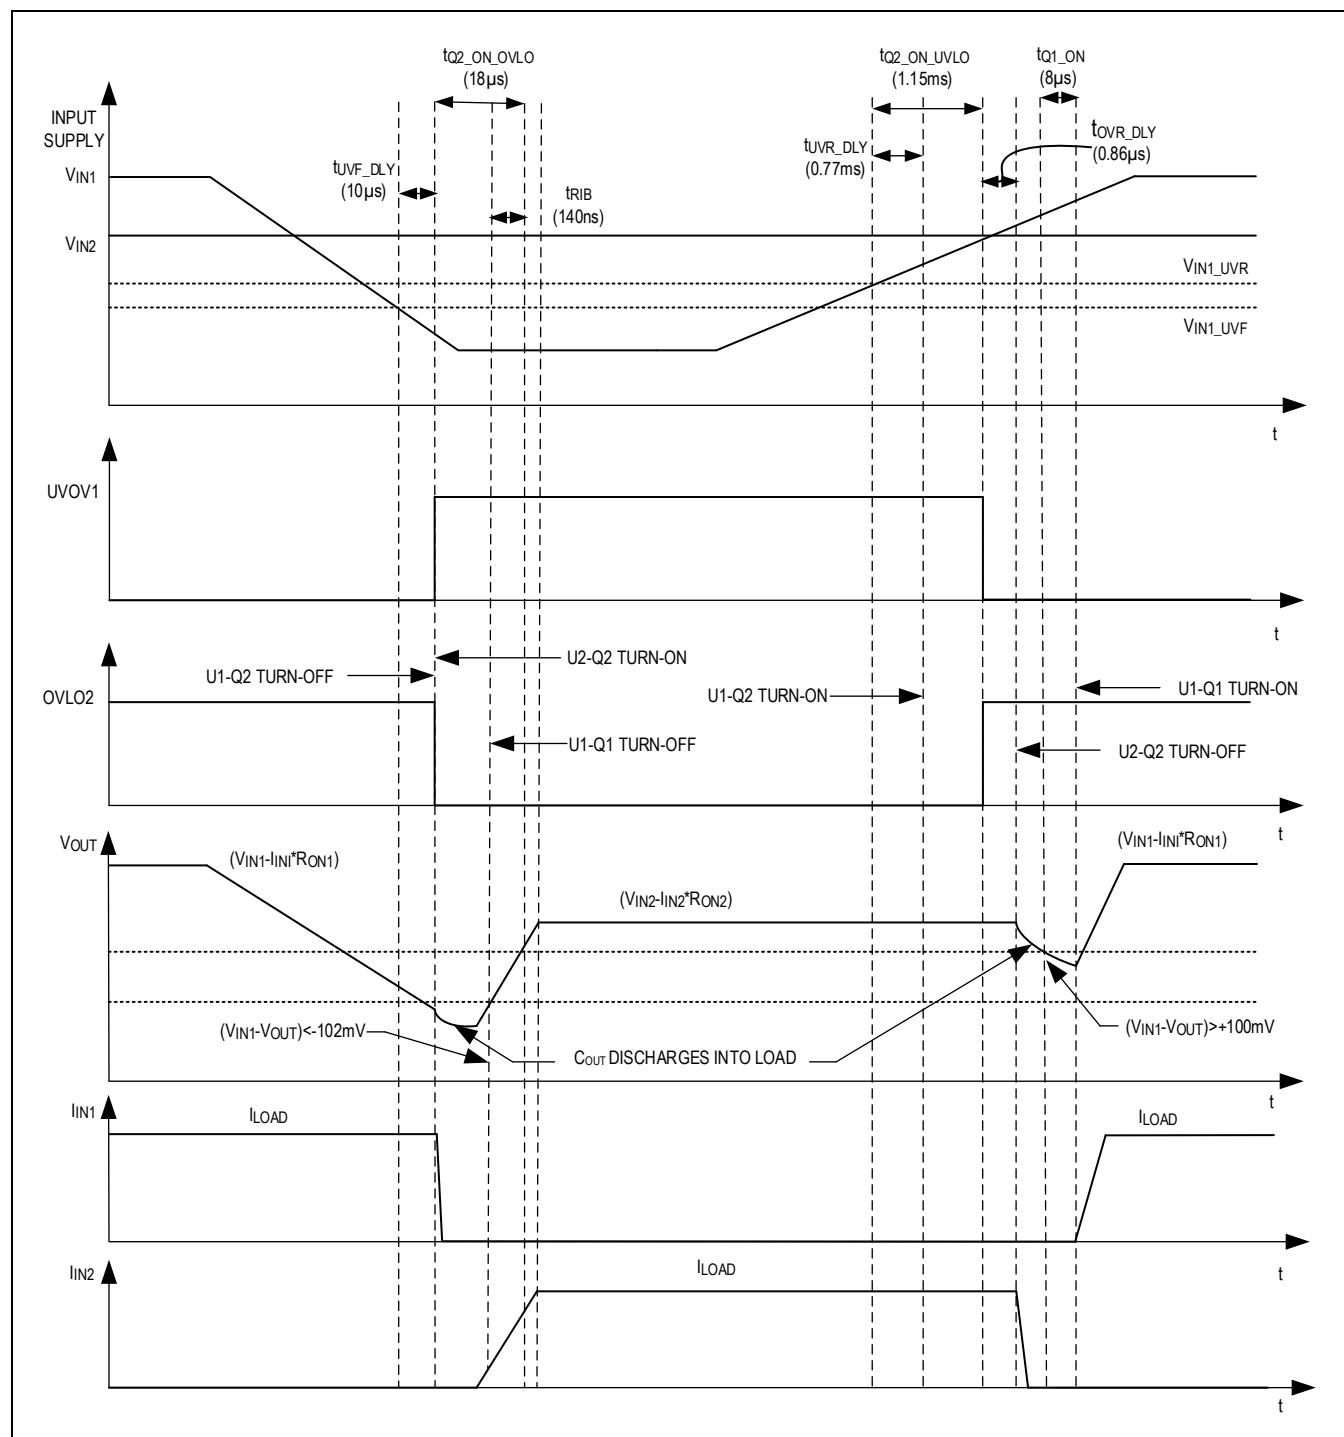 tQ2_ON_OVLO
(18µs)
tQ2_ON_UVLO
(1.15ms)
tQ1_ON
(8µs)
INPUT
SUPPLY
tUVF_DLY
(10µs)
tRIB
(140ns)
tUVR_DLY
(0.77ms)
tOVR_DLY
(0.86µs)
VIN1
VIN2
VIN1_UVR
VIN1_UVF
t
UVOV1
t
U2-Q2 TURN-ON
U1-Q2 TURN-OFF
U1-Q2 TURN-ON
U1-Q1 TURN-ON
OVLO2
U1-Q1 TURN-OFF
U2-Q2 TURN-OFF
t
VOUT
(VIN1-IINI*RON1)
(VIN2-IIN2*RON2)
(VIN1-IINI*RON1)
(VIN1-VOUT)<-102mV
COUT DISCHARGES INTO LOAD
(VIN1-VOUT)>+100mV
t
IIN1
ILOAD
ILOAD
t
IIN2
ILOAD
t